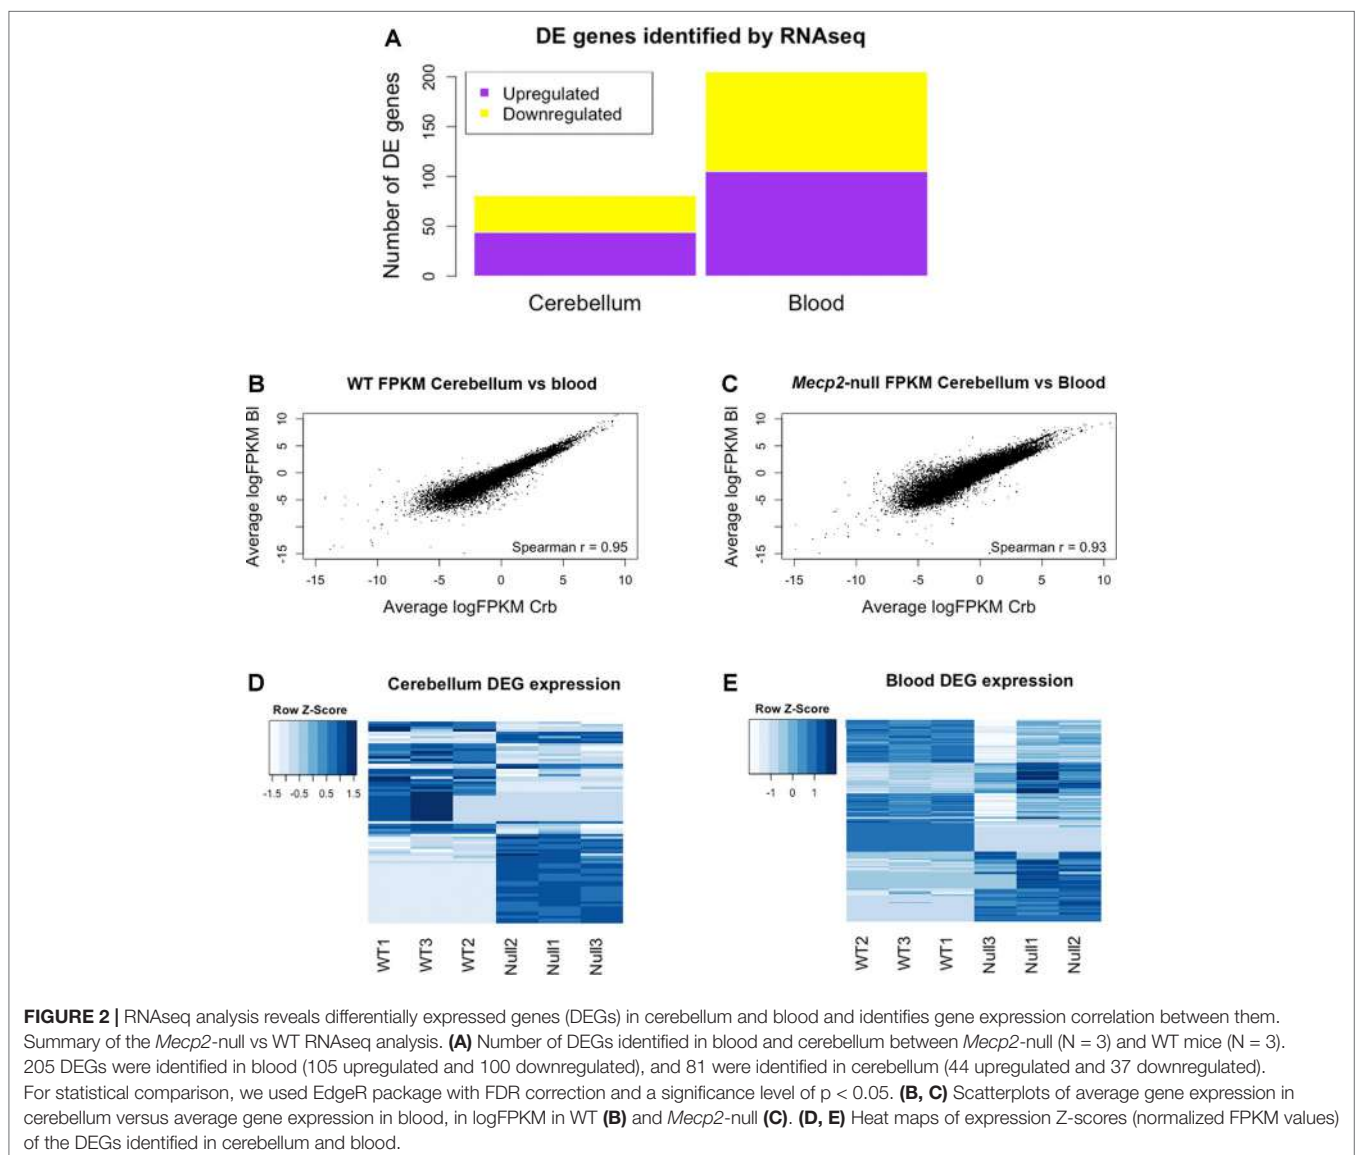 A
DE genes identified by RNAseq
Number of DE genes
0
50
100
150
200
Upregulated
Downregulated
Cerebellum
Blood
B
WT FPKM Cerebellum vs blood
Average logFPKM Bl
10
5
0
-5
-15
Spearman r = 0.95
-15 -10 -5 0 5 10
Average logFPKM Crb
C
Mecp2-null FPKM Cerebellum vs Blood
Average logFPKM Bl
10
5
0
-5
-15
Spearman r = 0.93
-15 -10 -5 0 5 10
Average logFPKM Crb
D
Cerebellum DEG expression
Row Z-Score
-1.5 -0.5 0.5 1.5
WT1 WT3 WT2 Null2 Null1 Null3
E
Blood DEG expression
Row Z-Score
-1 0 1
WT2 WT3 WT1 Null3 Null1 Null2
FIGURE 2 | RNAseq analysis reveals differentially expressed genes (DEGs) in cerebellum and blood and identifies gene expression correlation between them.
Summary of the Mecp2-null vs WT RNAseq analysis. (A) Number of DEGs identified in blood and cerebellum between Mecp2-null (N = 3) and WT mice (N = 3).
205 DEGs were identified in blood (105 upregulated and 100 downregulated), and 81 were identified in cerebellum (44 upregulated and 37 downregulated).
For statistical comparison, we used EdgeR package with FDR correction and a significance level of p < 0.05. (B, C) Scatterplots of average gene expression in
cerebellum versus average gene expression in blood, in logFPKM in WT (B) and Mecp2-null (C). (D, E) Heat maps of expression Z-scores (normalized FPKM values)
of the DEGs identified in cerebellum and blood.